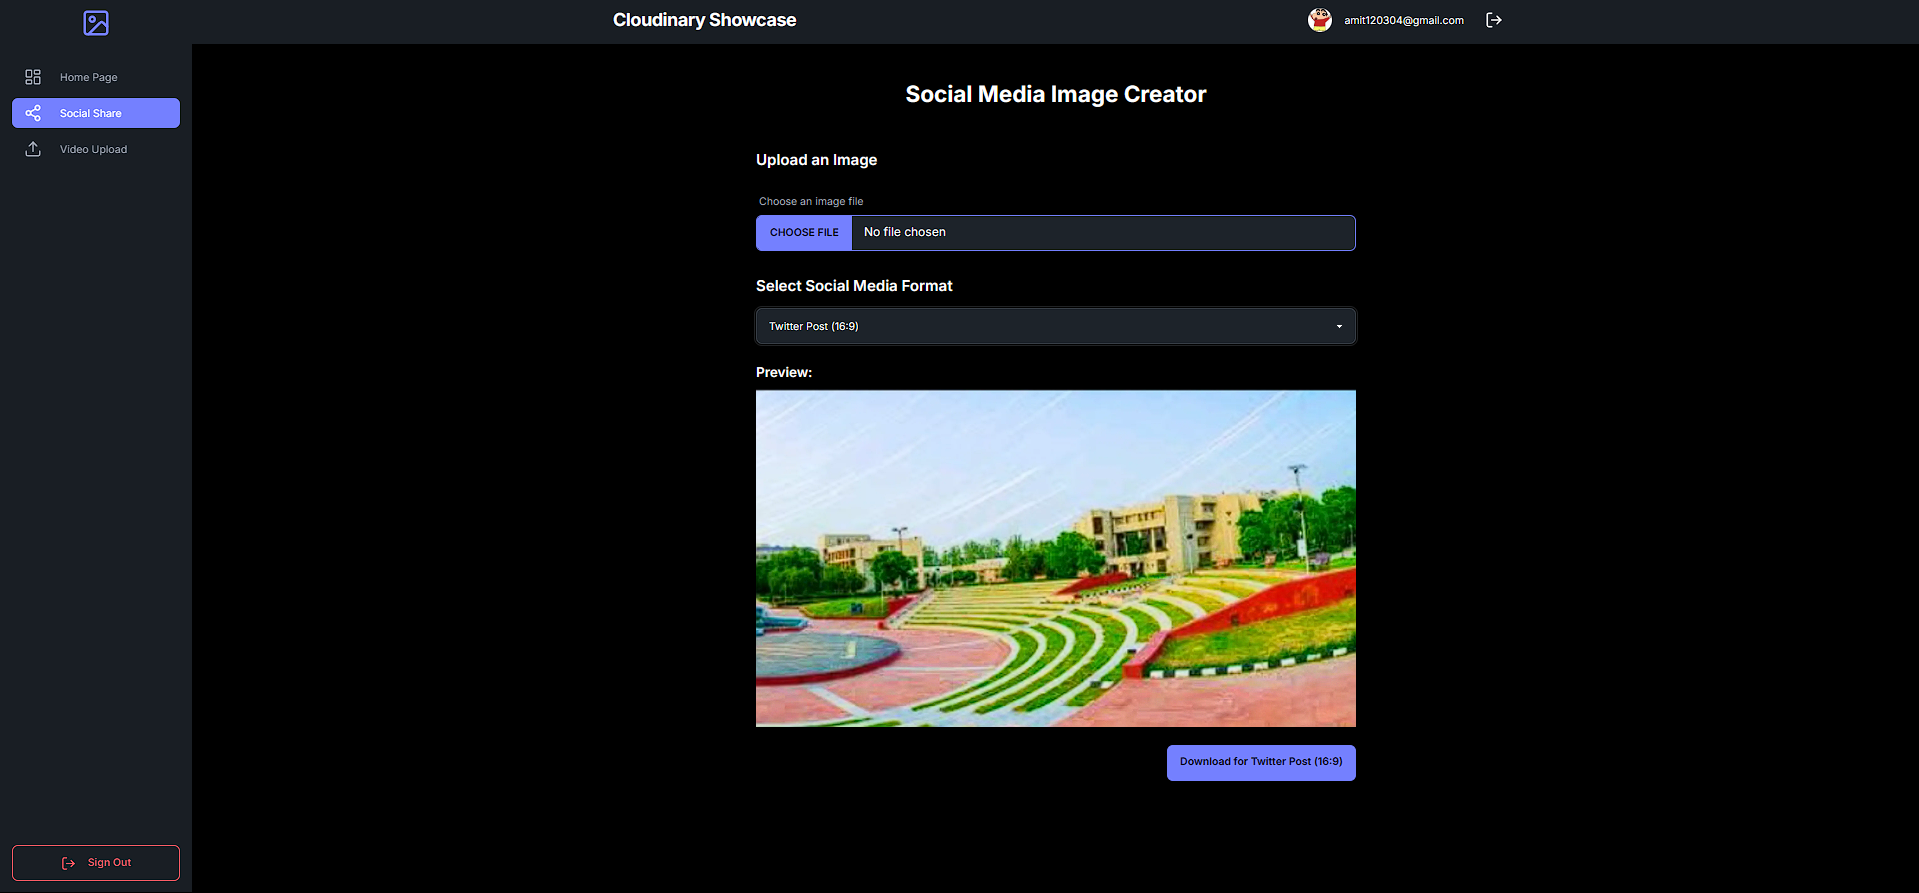 Cloudinary Showcase
amit120304@gmail.com
Home Page
Social Share
Video Upload
Social Media Image Creator
Upload an Image
Choose an image file
CHOOSE FILE No file chosen
Select Social Media Format
Twitter Post (16:9)
Preview:
Download for Twitter Post (16:9)
Sign Out